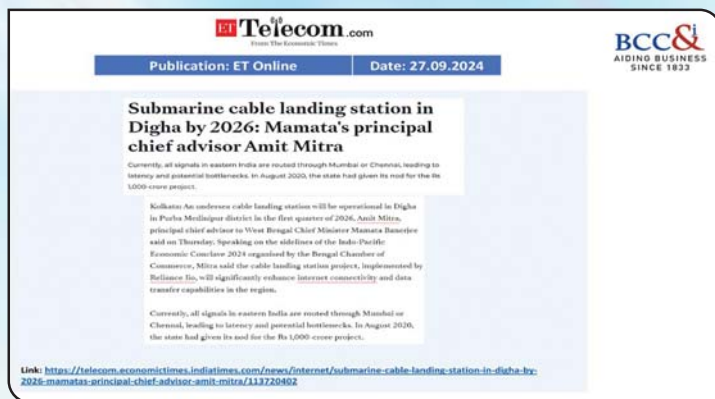 ET Telecom.com
From The Economic Times
BCC&i
AIDING BUSINESS
SINCE 1833
Publication: ET Online Date: 27.09.2024
Submarine cable landing station in
Digha by 2026: Mamata's principal
chief advisor Amit Mitra
Currently, all signals in eastern India are routed through Mumbai or Chennai, leading to
latency and potential bottlenecks. In August 2020, the state had given its nod for the Rs
1,000-crore project.
Kolkata: An undersea cable landing station will be operational in Digha
in Purba Medinipur district in the first quarter of 2026, Amit Mitra,
principal chief advisor to West Bengal Chief Minister Mamata Banerjee
said on Thursday. Speaking on the sidelines of the Indo-Pacific
Economic Conclave 2024 organised by the Bengal Chamber of
Commerce, Mitra said the cable landing station project, implemented by
Reliance Jio, will significantly enhance internet connectivity and data
transfer capabilities in the region.
Currently, all signals in eastern India are routed through Mumbai or
Chennai, leading to latency and potential bottlenecks. In August 2020,
the state had given its nod for the Rs 1,000-crore project.
Link: https://telecom.economictimes.indiatimes.com/news/internet/submarine-cable-landing-station-in-digha-by-
2026-mamatas-principal-chief-advisor-amit-mitra/113720402